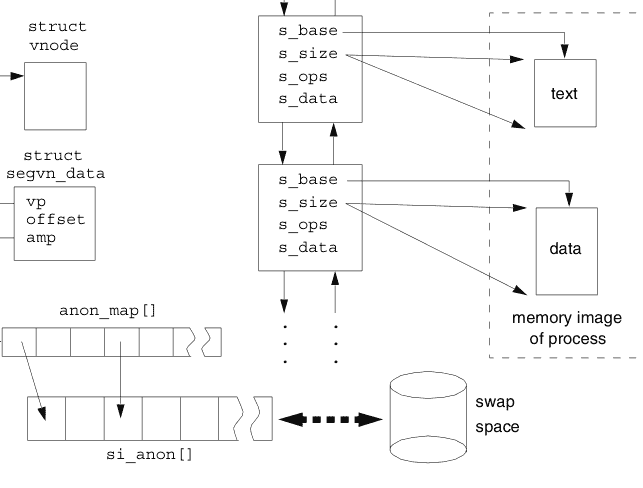 struct
vnode
struct
segvn_data
vp
offset
amp
s_base
s_size
s_ops
s_data
s_base
s_size
s_ops
s_data
text
data
memory image
of process
anon_map[]
si_anon[]
swap
space